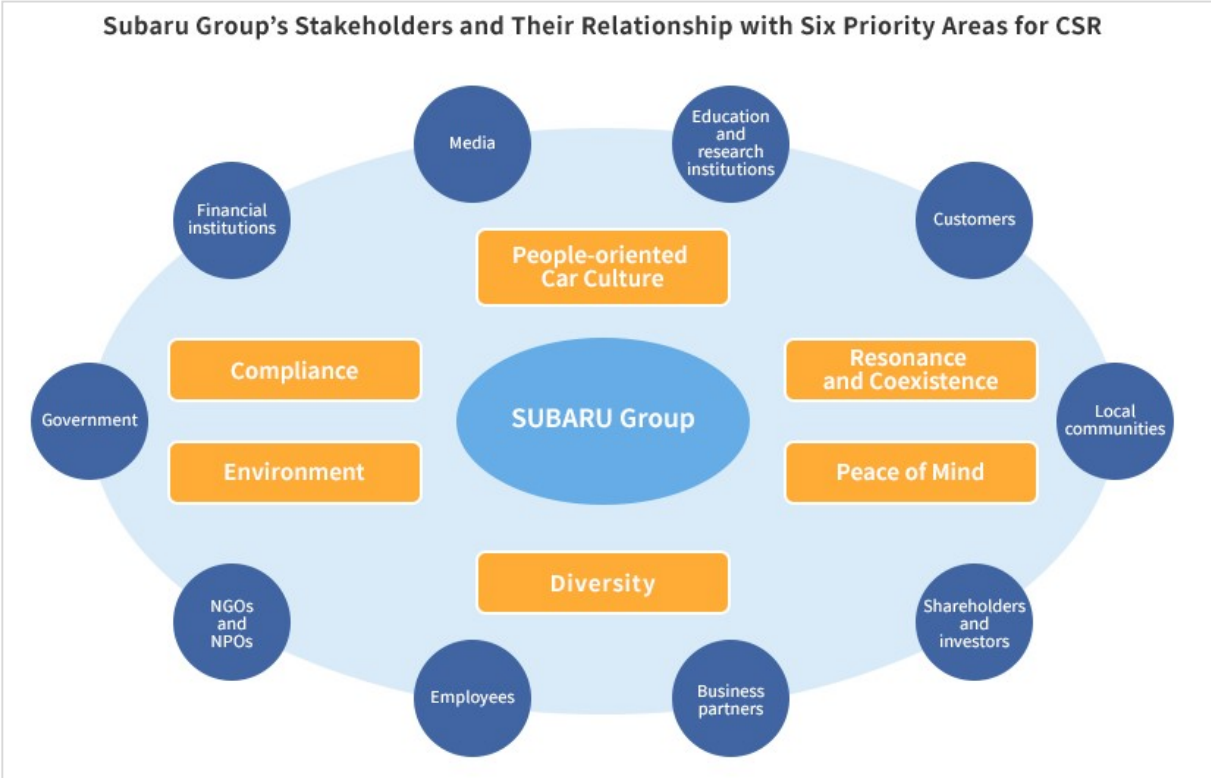 Subaru Group's Stakeholders and Their Relationship with Six Priority Areas for CSR
Media
Education
and
research
institutions
Financial
institutions
Customers
People-oriented
Car Culture
Compliance
Resonance
and Coexistence
Government
SUBARU Group
Local
communities
Environment
Peace of Mind
Diversity
NGOs
and
NPOs
Shareholders
and
investors
Employees
Business
partners